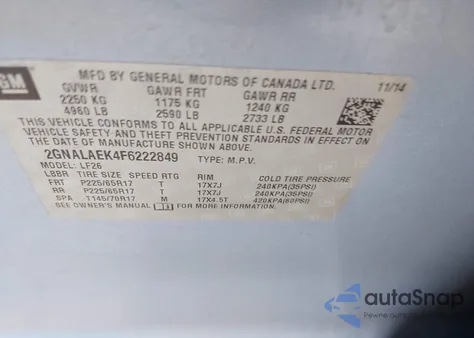 GM
MFD BY GENERAL MOTORS OF CANADA LTD. 11/14
GVWR GAWR FRT GAWR RR
2250 KG 1175 KG 1240 KG
4960 LB 2590 LB 2733 LB
THIS VEHICLE CONFORMS TO ALL APPLICABLE U.S. FEDERAL MOTOR
VEHICLE SAFETY AND THEFT PREVENTION STANDARDS IN EFFECT ON
THE DATE OF MANUFACTURE SHOWN ABOVE.
2GNALAEK4F6222849 TYPE: M.P.V.
MODEL: LF26
LBBR TIRE SIZE SPEED RTG RIM COLD TIRE PRESSURE
FRT P225/65R17 T 17X7J 240KPA(35PSI)
RR P225/65R17 T 17X7J 240KPA(35PSI)
SPA T145/70R17 M 17X4.5T 420KPA(60PSI)
SEE OWNER'S MANUAL FOR MORE INFORMATION.
autaSnap